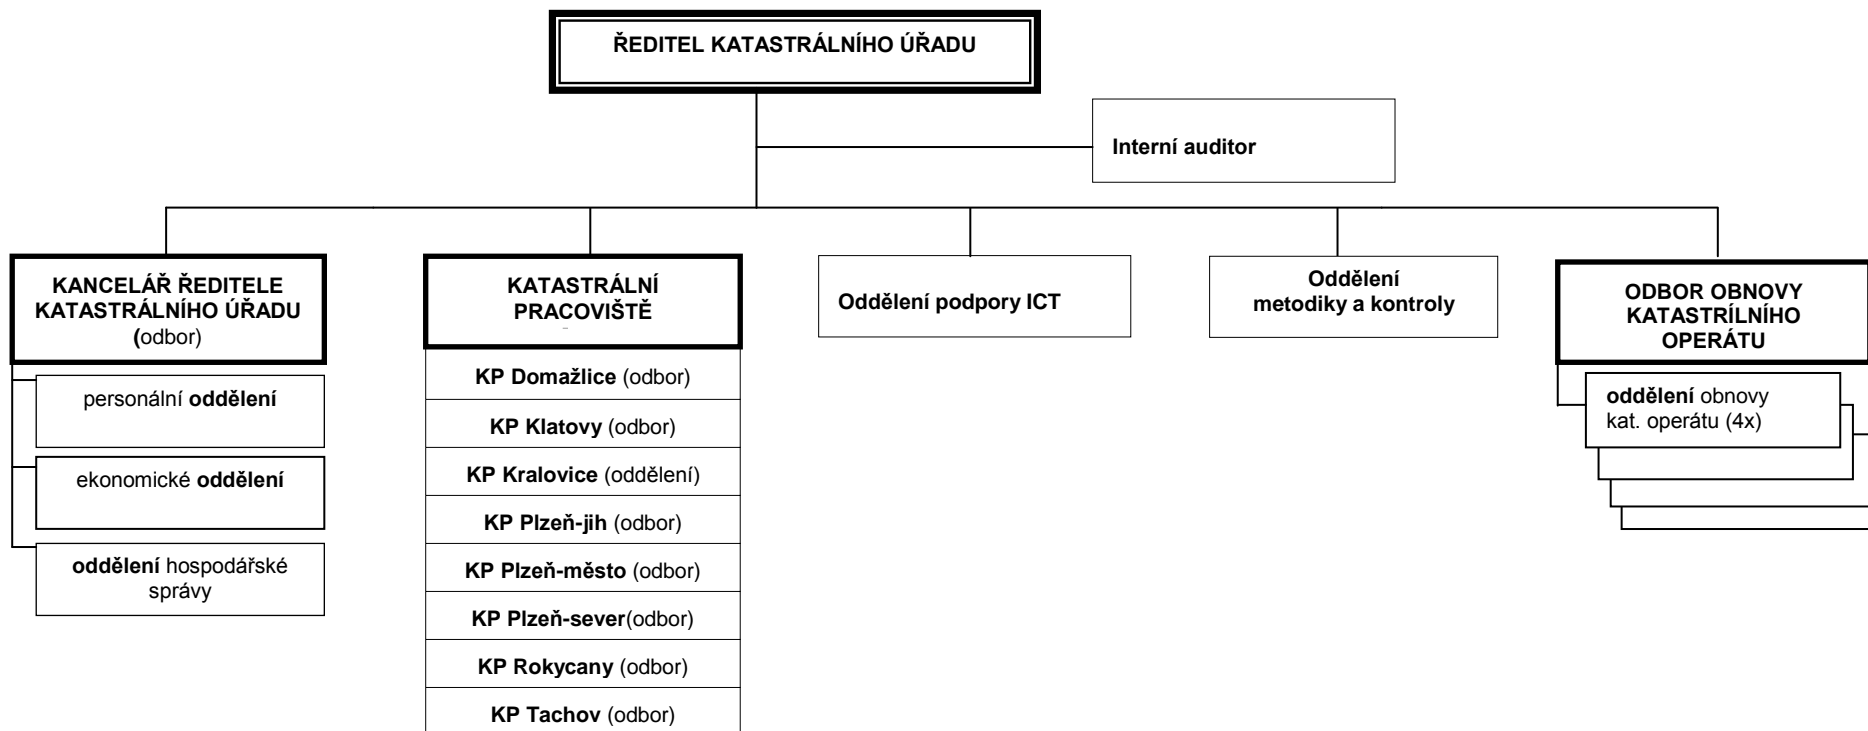 ŘEDITEL KATASTRÁLNÍHO ÚŘADU
Interní auditor
KANCELÁŘ ŘEDITELE
KATASTRÁLNÍHO ÚŘADU
(odbor)
personální oddělení
ekonomické oddělení
oddělení hospodářské
správy
KATASTRÁLNÍ
PRACOVIŠTĚ
KP Domažlice (odbor)
KP Klatovy (odbor)
KP Kralovice (oddělení)
KP Plzeň-jih (odbor)
KP Plzeň-město (odbor)
KP Plzeň-sever(odbor)
KP Rokycany (odbor)
KP Tachov (odbor)
Oddělení podpory ICT
Oddělení
metodiky a kontroly
ODBOR OBNOVY
KATASTRÍLNÍHO
OPERÁTU
oddělení obnovy
kat. operátu (4x)